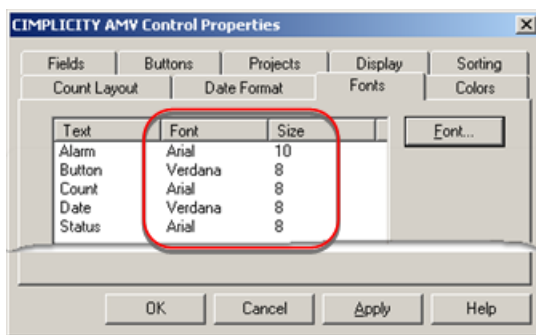 CIMPLICITY AMV Control Properties
Fields Buttons Projects Display Sorting
Count Layout Date Format Fonts Colors
Text Font Size
Font...
Alarm Arial 10
Button Verdana 8
Count Arial 8
Date Verdana 8
Status Arial 8
OK Cancel Apply Help